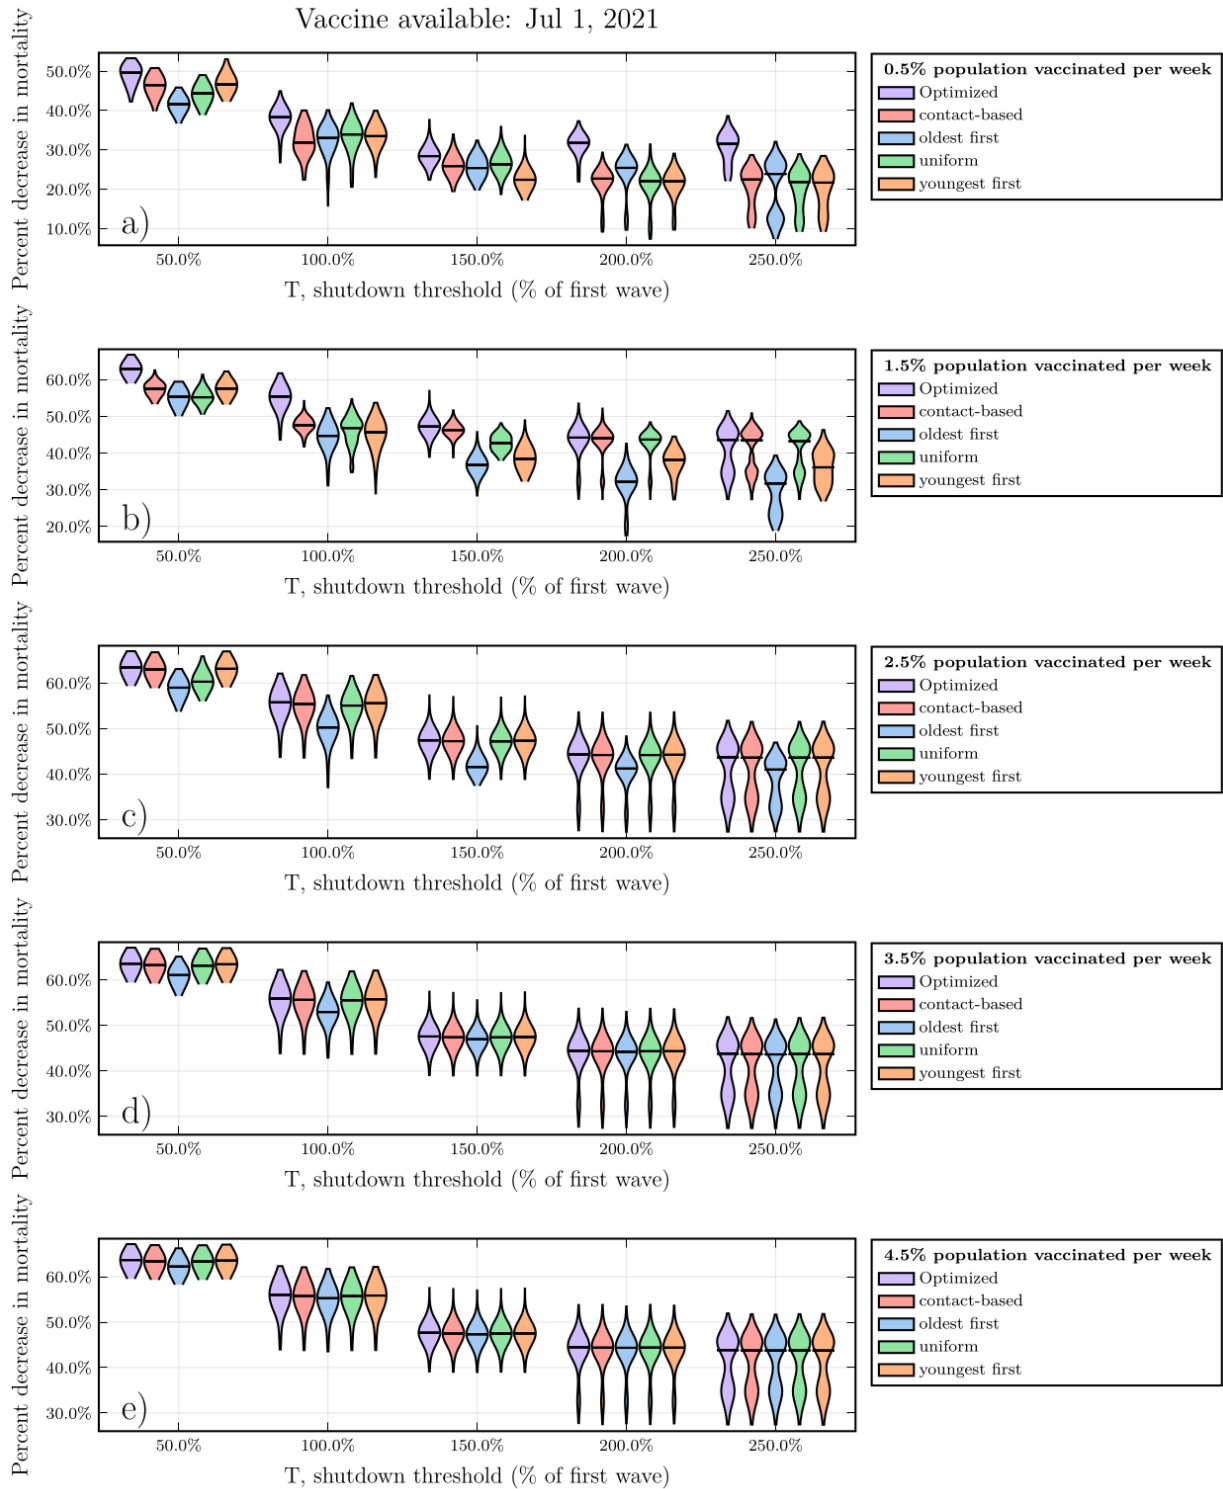 Vaccine available: Jul 1, 2021
Percent decrease in mortality
50.0%
40.0%
30.0%
20.0%
10.0%
a)
50.0% 100.0% 150.0% 200.0% 250.0%
T, shutdown threshold (% of first wave)
0.5% population vaccinated per week
Optimized
contact-based
oldest first
uniform
youngest first
Percent decrease in mortality
60.0%
50.0%
40.0%
30.0%
20.0%
b)
50.0% 100.0% 150.0% 200.0% 250.0%
T, shutdown threshold (% of first wave)
1.5% population vaccinated per week
Optimized
contact-based
oldest first
uniform
youngest first
Percent decrease in mortality
60.0%
50.0%
40.0%
30.0%
c)
50.0% 100.0% 150.0% 200.0% 250.0%
T, shutdown threshold (% of first wave)
2.5% population vaccinated per week
Optimized
contact-based
oldest first
uniform
youngest first
Percent decrease in mortality
60.0%
50.0%
40.0%
30.0%
d)
50.0% 100.0% 150.0% 200.0% 250.0%
T, shutdown threshold (% of first wave)
3.5% population vaccinated per week
Optimized
contact-based
oldest first
uniform
youngest first
Percent decrease in mortality
60.0%
50.0%
40.0%
30.0%
e)
50.0% 100.0% 150.0% 200.0% 250.0%
T, shutdown threshold (% of first wave)
4.5% population vaccinated per week
Optimized
contact-based
oldest first
uniform
youngest first